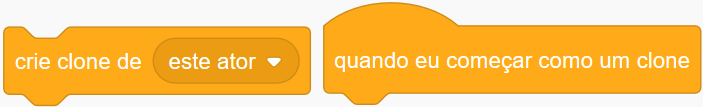 crie clone de este ator
quando eu começar como um clone